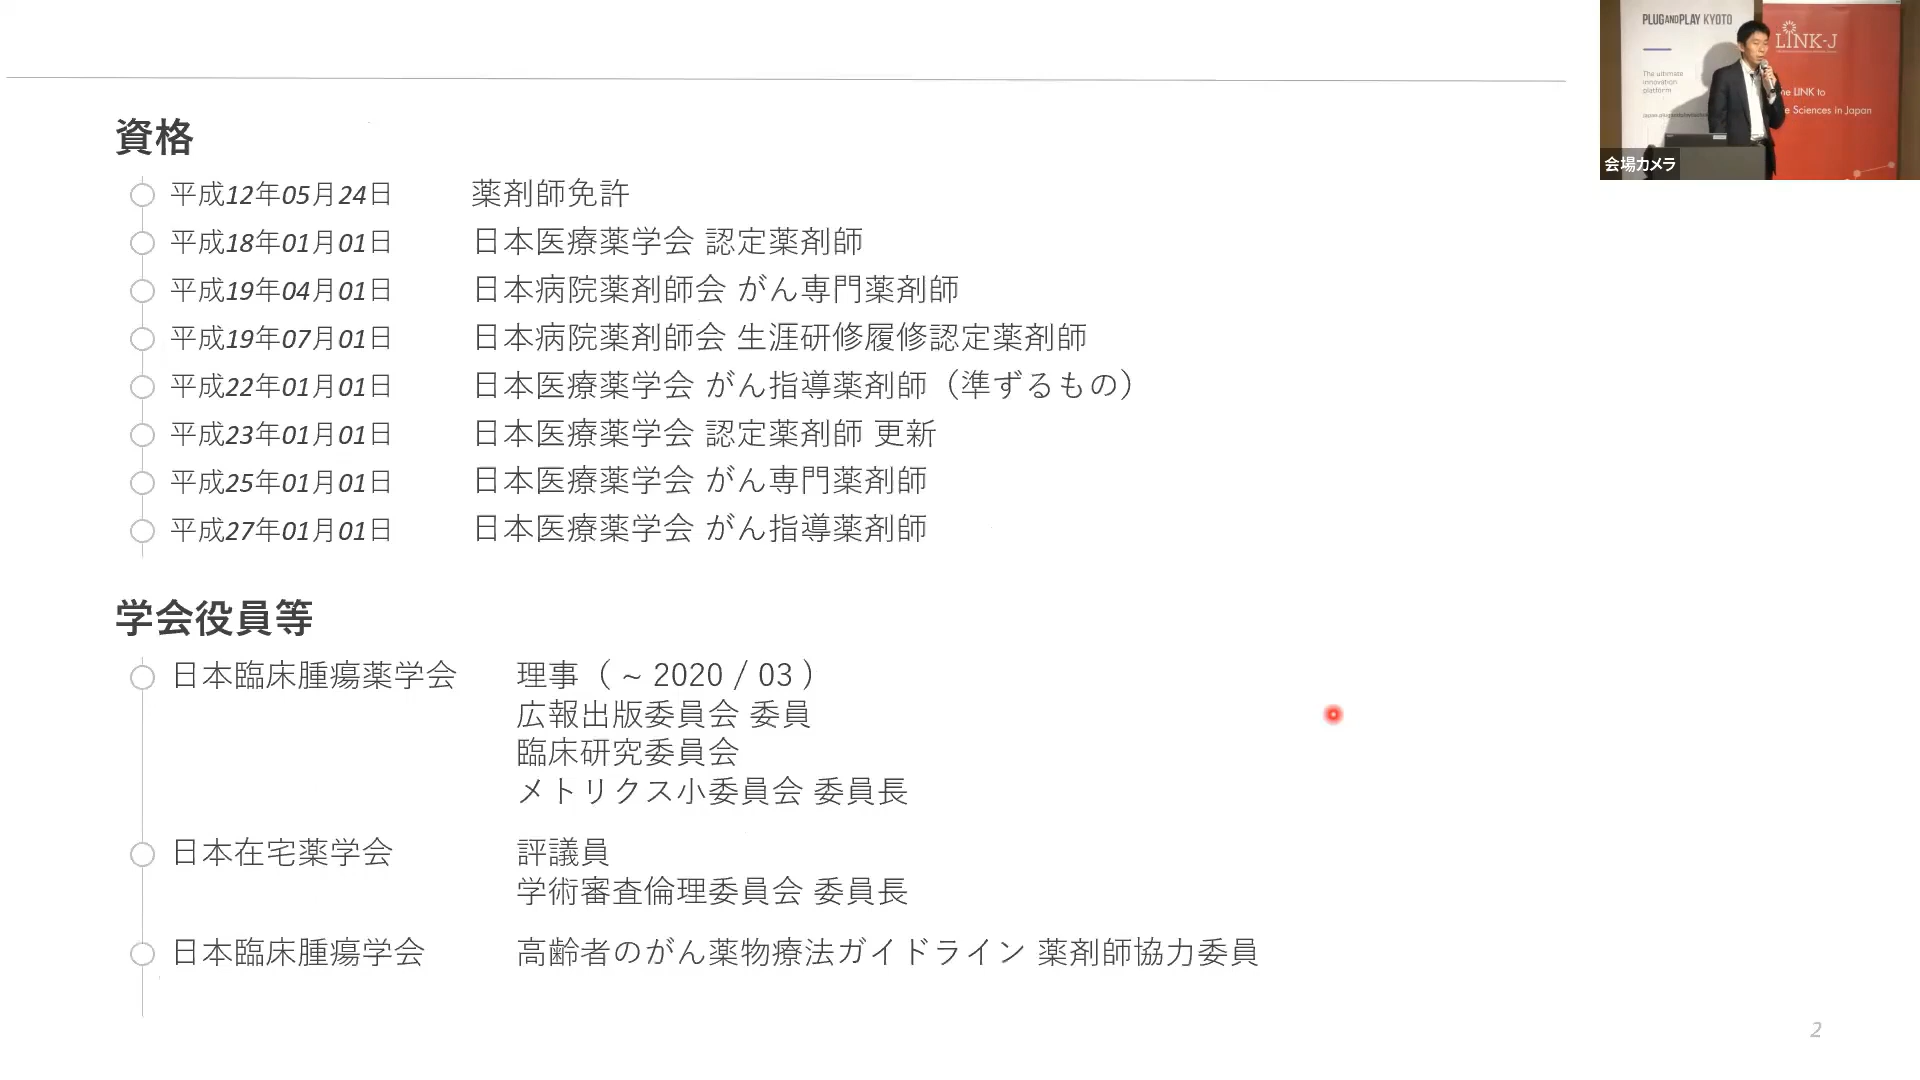 資格
平成12年05月24日 薬剤師免許
平成18年01月01日 日本医療薬学会 認定薬剤師
平成19年04月01日 日本病院薬剤師会 がん専門薬剤師
平成19年07月01日 日本病院薬剤師会 生涯研修履修認定薬剤師
平成22年01月01日 日本医療薬学会 がん指導薬剤師（準ずるもの）
平成23年01月01日 日本医療薬学会 認定薬剤師 更新
平成25年01月01日 日本医療薬学会 がん専門薬剤師
平成27年01月01日 日本医療薬学会 がん指導薬剤師
学会役員等
日本臨床腫瘍薬学会 理事（ ~ 2020 / 03 ）
広報出版委員会 委員
臨床研究委員会
メトリクス小委員会 委員長
日本在宅薬学会 評議員
学術審査倫理委員会 委員長
日本臨床腫瘍学会 高齢者のがん薬物療法ガイドライン 薬剤師協力委員
2
PLUG AND PLAY KYOTO
The ultimate
innovation
platform
LINK-J
LINK to
Sciences in Japan
会場カメラ